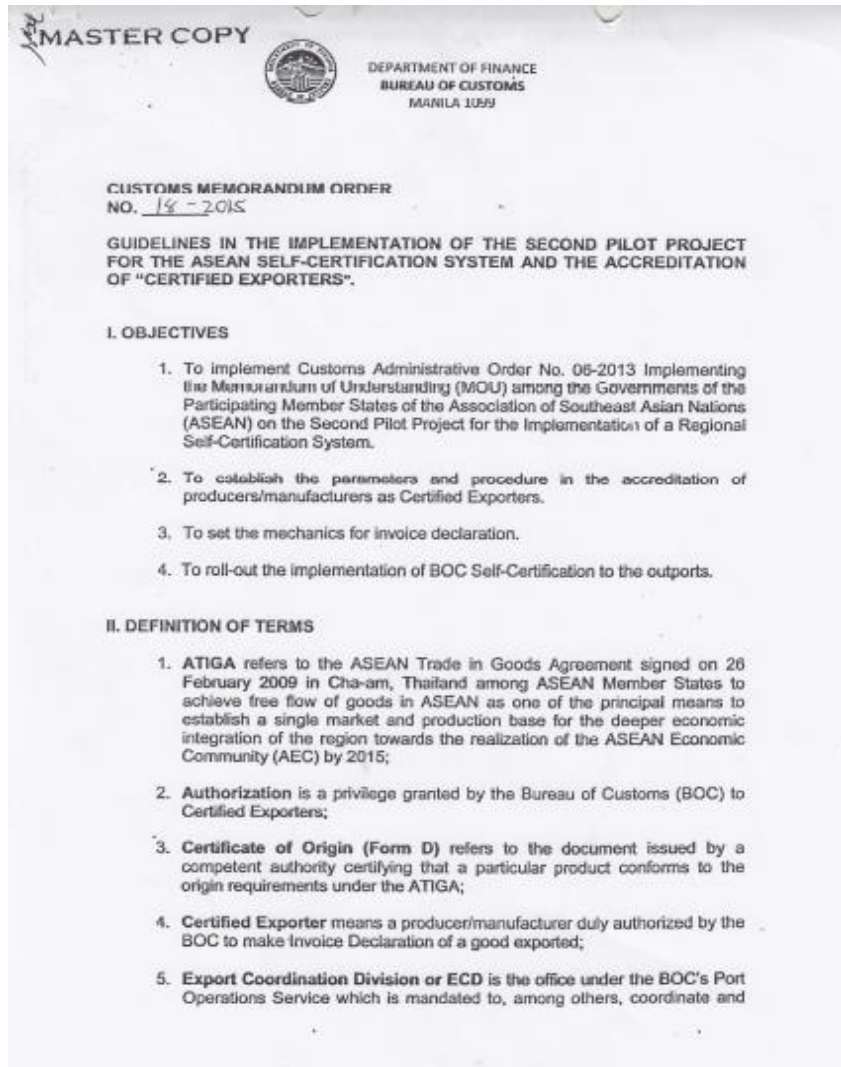 MASTER COPY
DEPARTMENT OF FINANCE
BUREAU OF CUSTOMS
MANILA 1099
CUSTOMS MEMORANDUM ORDER
NO. 18-2015
GUIDELINES IN THE IMPLEMENTATION OF THE SECOND PILOT PROJECT
FOR THE ASEAN SELF-CERTIFICATION SYSTEM AND THE ACCREDITATION
OF "CERTIFIED EXPORTERS".
I. OBJECTIVES
1. To implement Customs Administrative Order No. 06-2013 Implementing
the Memorandum of Understanding (MOU) among the Governments of the
Participating Member States of the Association of Southeast Asian Nations
(ASEAN) on the Second Pilot Project for the Implementation of a Regional
Self-Certification System.
2. To establish the parameters and procedure in the accreditation of
producers/manufacturers as Certified Exporters.
3. To set the mechanics for invoice declaration.
4. To roll-out the implementation of BOC Self-Certification to the outports.
II. DEFINITION OF TERMS
1. ATIGA refers to the ASEAN Trade in Goods Agreement signed on 26
February 2009 in Cha-am, Thailand among ASEAN Member States to
achieve free flow of goods in ASEAN as one of the principal means to
establish a single market and production base for the deeper economic
integration of the region towards the realization of the ASEAN Economic
Community (AEC) by 2015;
2. Authorization is a privilege granted by the Bureau of Customs (BOC) to
Certified Exporters;
3. Certificate of Origin (Form D) refers to the document issued by a
competent authority certifying that a particular product conforms to the
origin requirements under the ATIGA;
4. Certified Exporter means a producer/manufacturer duly authorized by the
BOC to make Invoice Declaration of a good exported;
5. Export Coordination Division or ECD is the office under the BOC's Port
Operations Service which is mandated to, among others, coordinate and